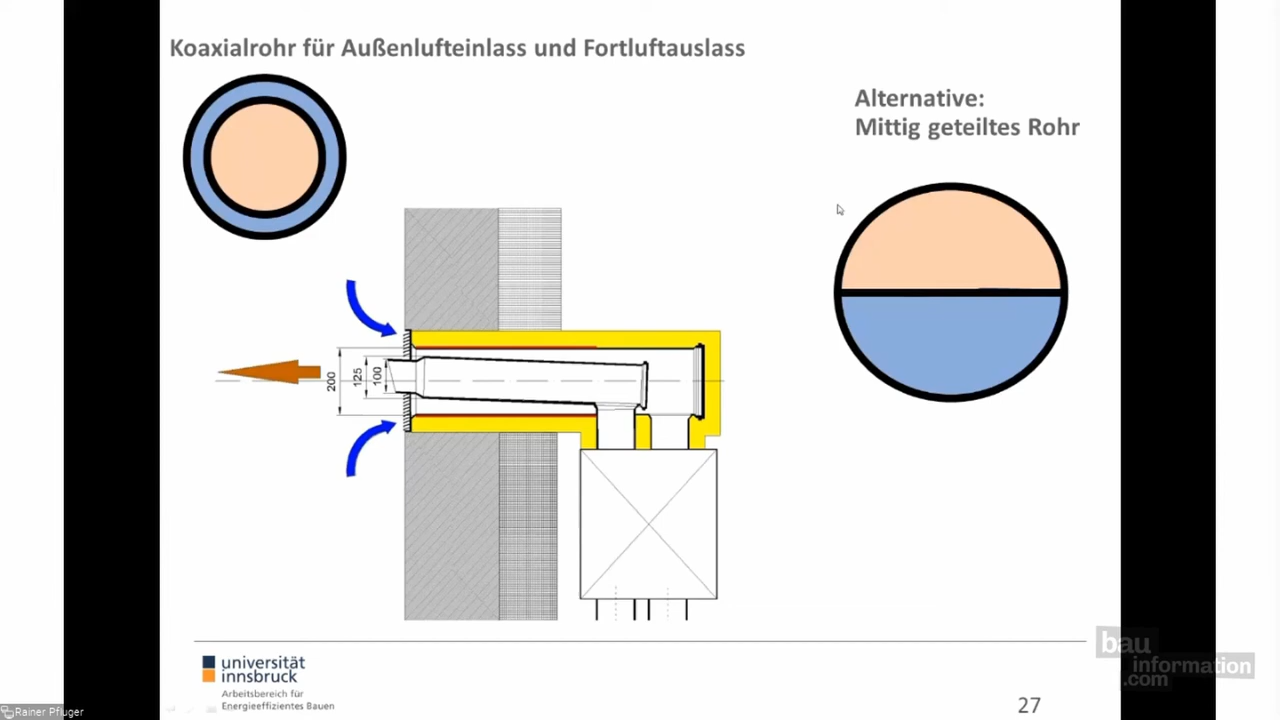 Koaxialrohr für Außenlufteinlass und Fortluftauslass
Alternative:
Mittig geteiltes Rohr
200
125
100
universität
innsbruck
Arbeitsbereich für
Energieeffizientes Bauen
27
bau
information
.com
Rainer Pfluger